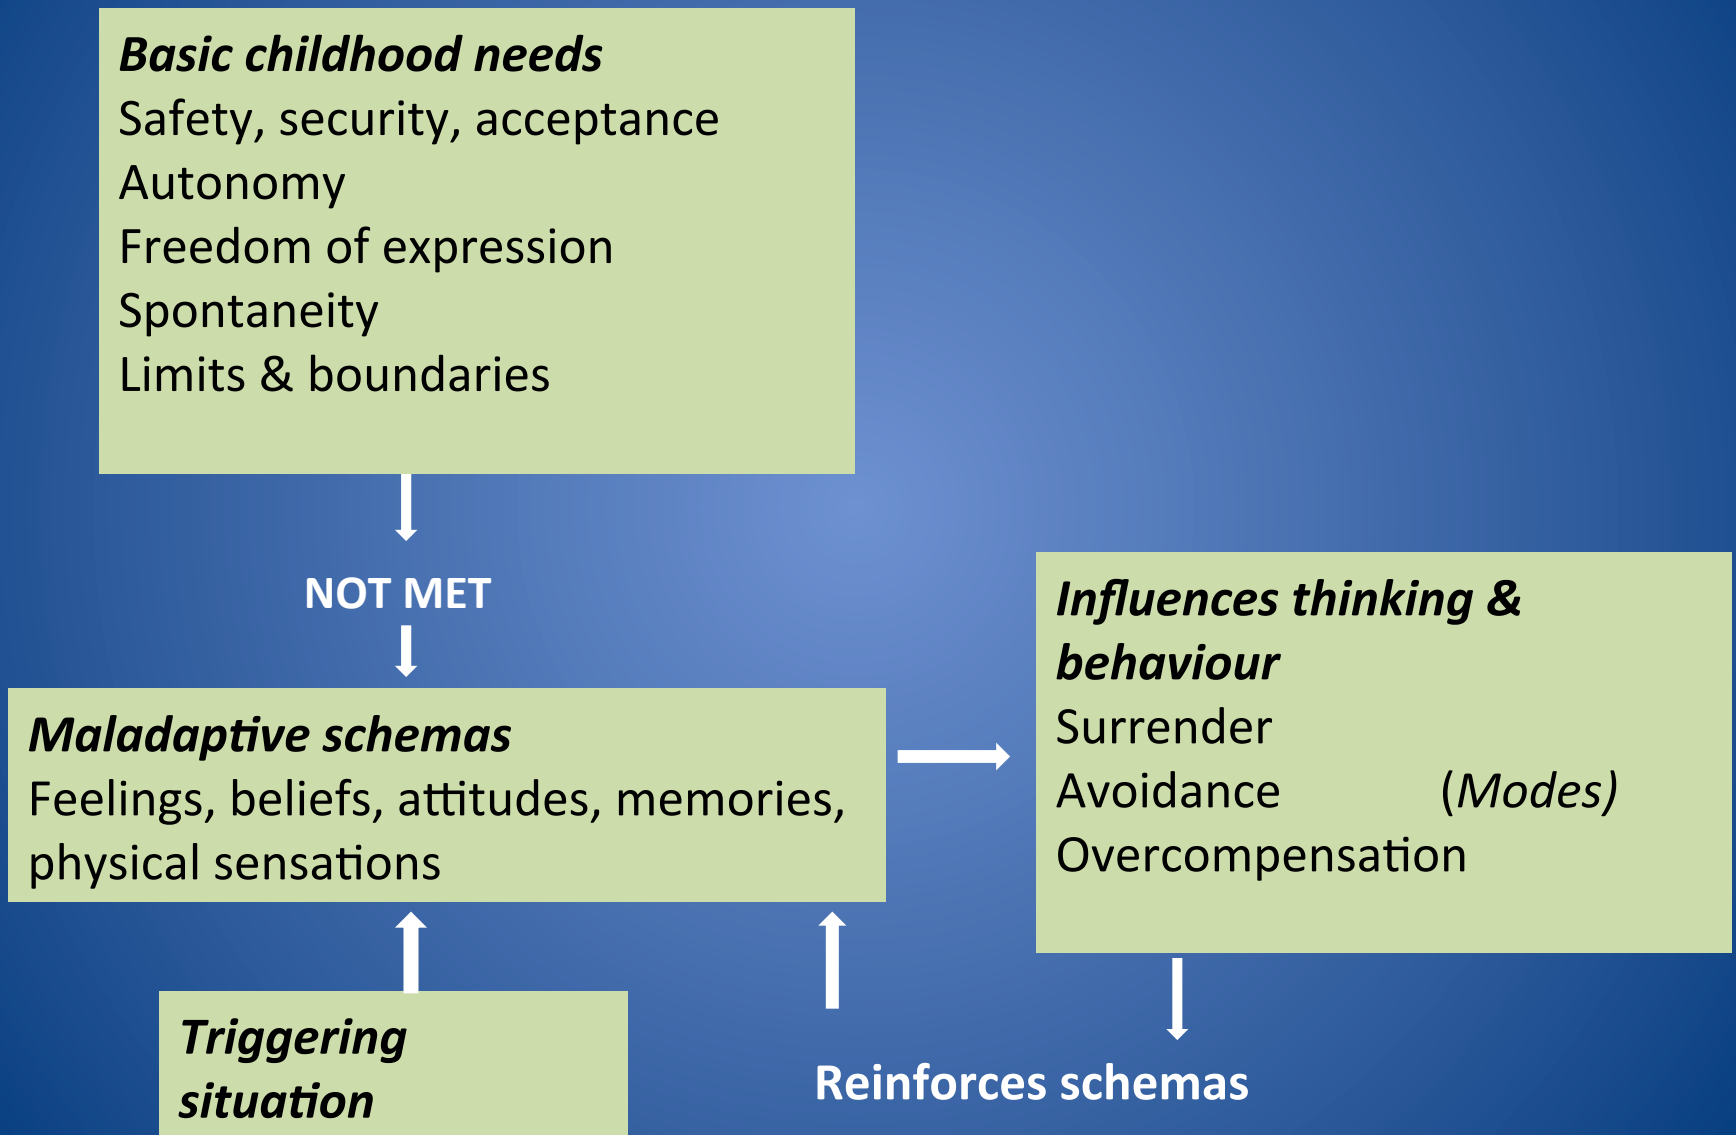 Basic childhood needs
Safety, security, acceptance
Autonomy
Freedom of expression
Spontaneity
Limits & boundaries
NOT MET
Maladaptive schemas
Feelings, beliefs, attitudes, memories,
physical sensations
Influences thinking &
behaviour
Surrender
Avoidance (Modes)
Overcompensation
Triggering
situation
Reinforces schemas